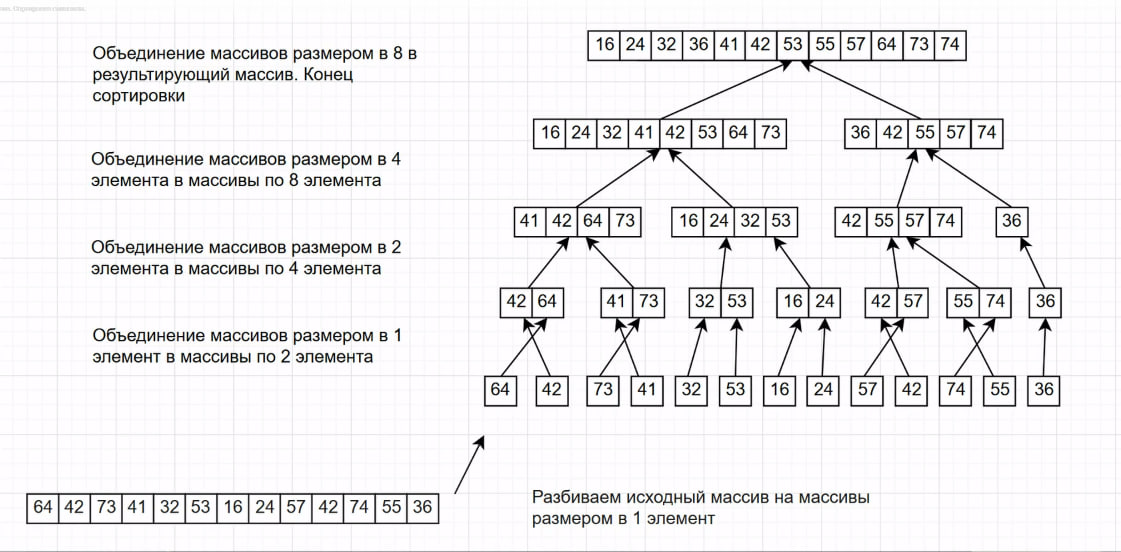 Объединение массивов размером в 8 в
результирующий массив. Конец
сортировки
16 24 32 36 41 42 53 55 57 64 73 74
16 24 32 41 42 53 64 73
36 42 55 57 74
Объединение массивов размером в 4
элемента в массивы по 8 элемента
41 42 64 73
16 24 32 53
42 55 57 74
36
Объединение массивов размером в 2
элемента в массивы по 4 элемента
42 64
41 73
32 53
16 24
42 57
55 74
36
Объединение массивов размером в 1
элемент в массивы по 2 элемента
64
42
73
41
32
53
16
24
57
42
74
55
36
64 42 73 41 32 53 16 24 57 42 74 55 36
Разбиваем исходный массив на массивы
размером в 1 элемент